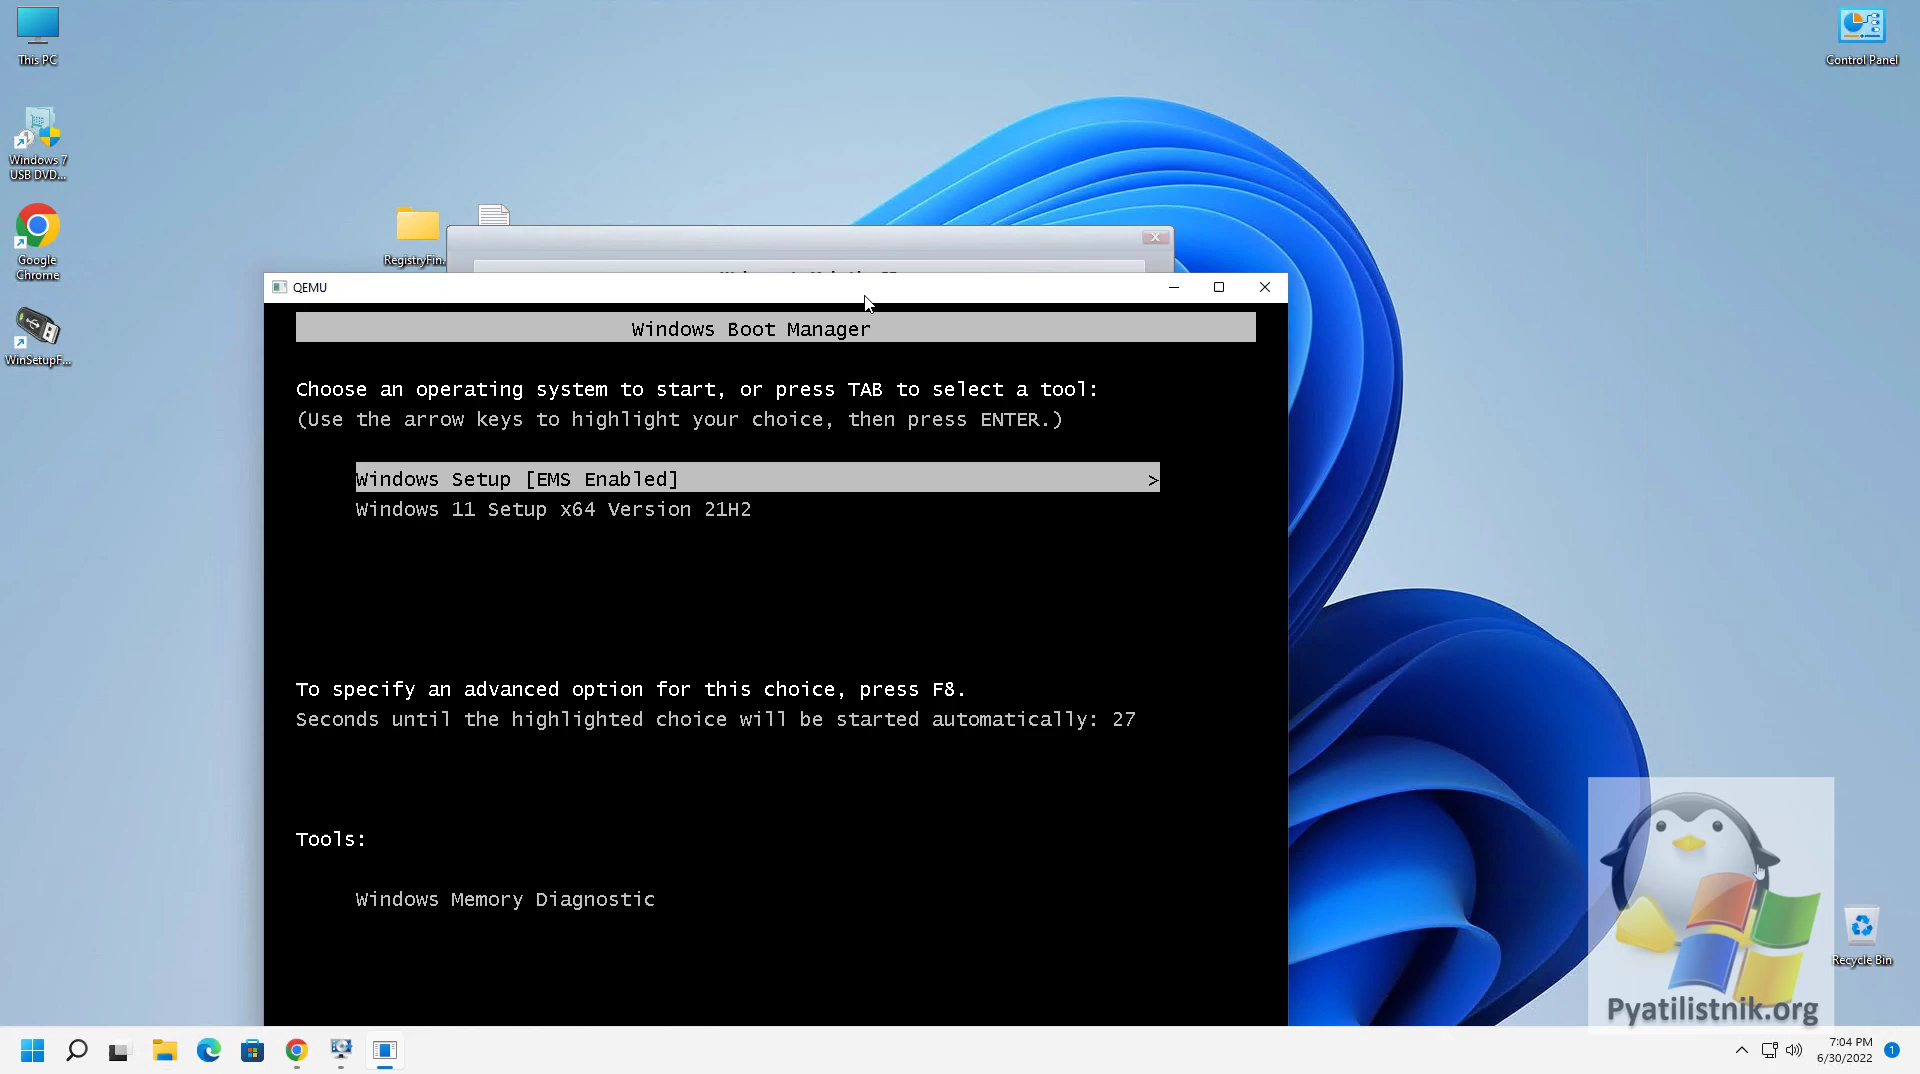 This PC
Control Panel
Windows 7
USB DVD...
Google
Chrome
RegistryFin...
WinSetupF...
QEMU
Windows Boot Manager
Choose an operating system to start, or press TAB to select a tool:
(Use the arrow keys to highlight your choice, then press ENTER.)
Windows Setup [EMS Enabled] >
Windows 11 Setup x64 Version 21H2
To specify an advanced option for this choice, press F8.
Seconds until the highlighted choice will be started automatically: 27
Tools:
Windows Memory Diagnostic
Recycle Bin
Pyatilistnik.org
7:04 PM
6/30/2022
1